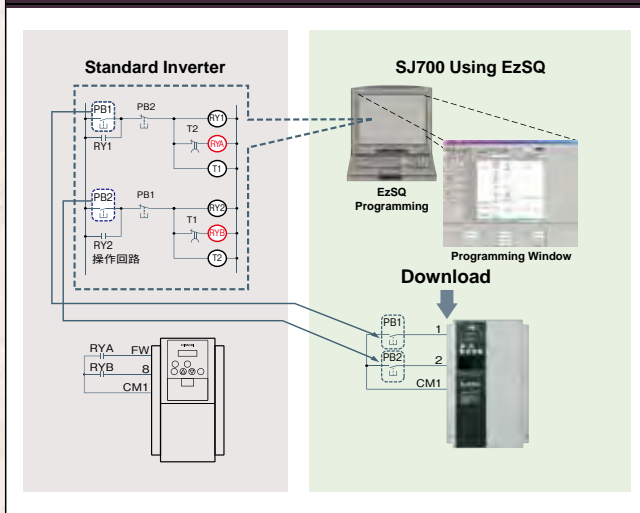 Standard Inverter
PB1
PB2
RY1
T2
RYA
RY1
T1
PB2
PB1
RY2
T1
RYB
RY2
操作回路
T2
RYA
FW
RYB
8
CM1
SJ700 Using EzSQ
EzSQ
Programming
Programming Window
Download
PB1
1
PB2
2
CM1